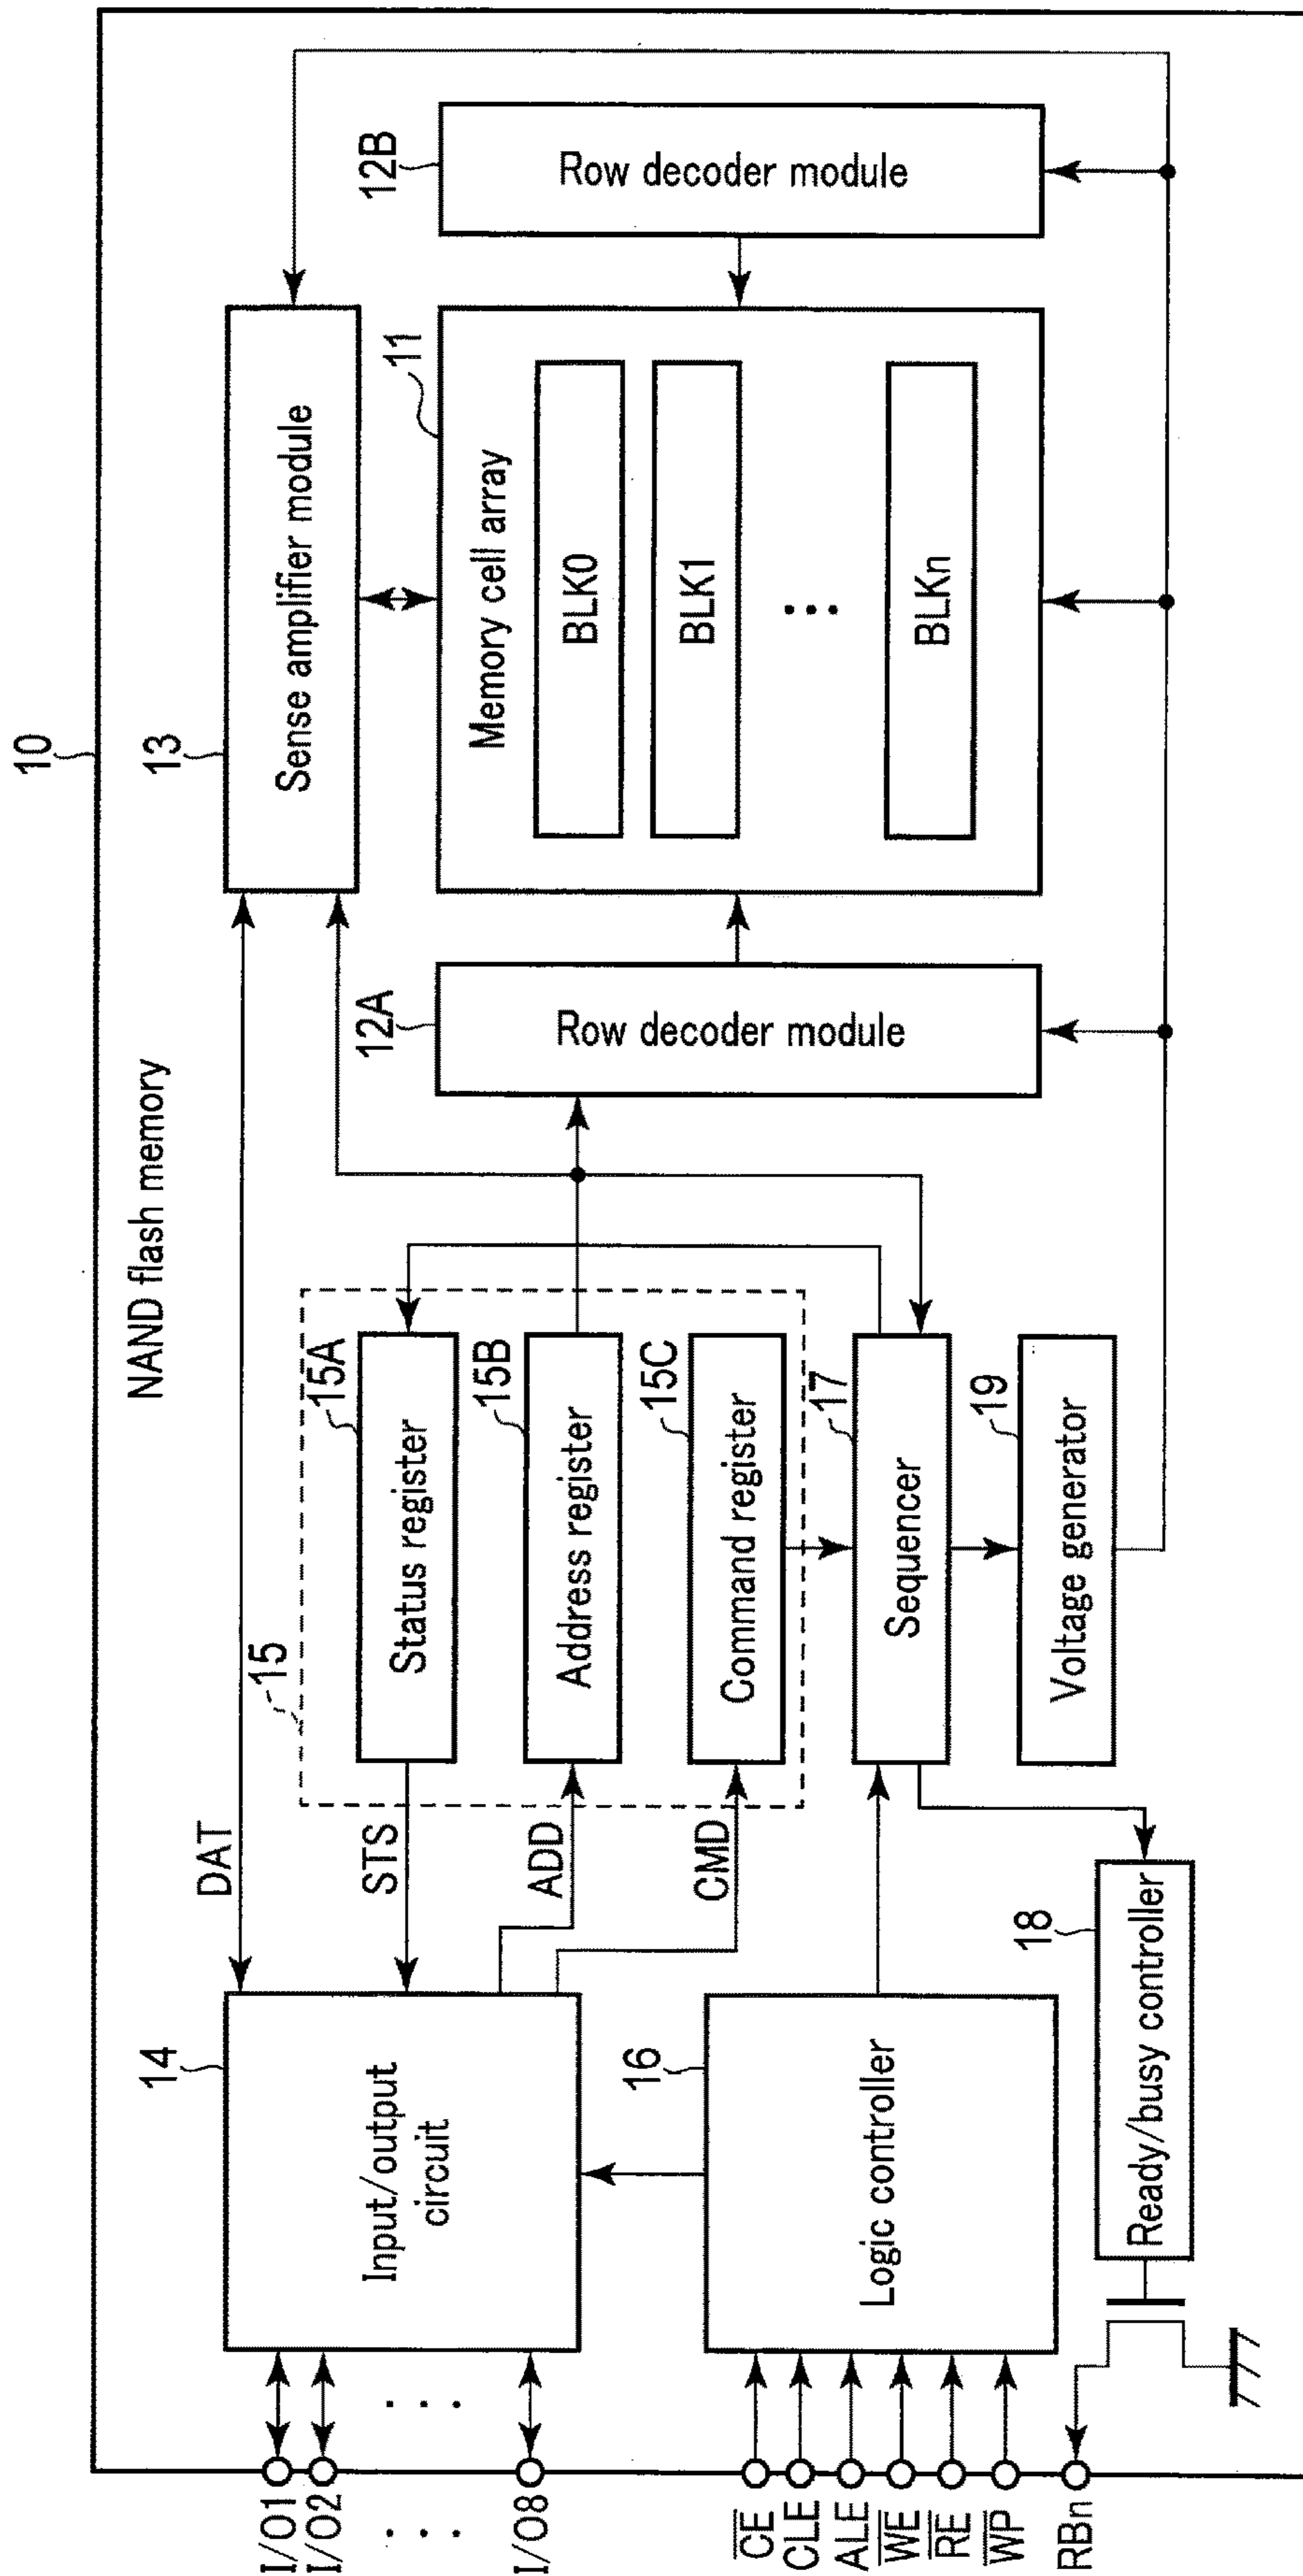 10
NAND flash memory
I/O1
I/O2
I/O8
14
Input/output
circuit
DAT
STS
ADD
CMD
15
15A
Status register
15B
Address register
15C
Command register
13
Sense amplifier module
12A
Row decoder module
11
Memory cell array
BLK0
BLK1
BLKn
12B
Row decoder module
CE
CLE
ALE
WE
RE
WP
RBn
16
Logic controller
17
Sequencer
18
Ready/busy controller
19
Voltage generator